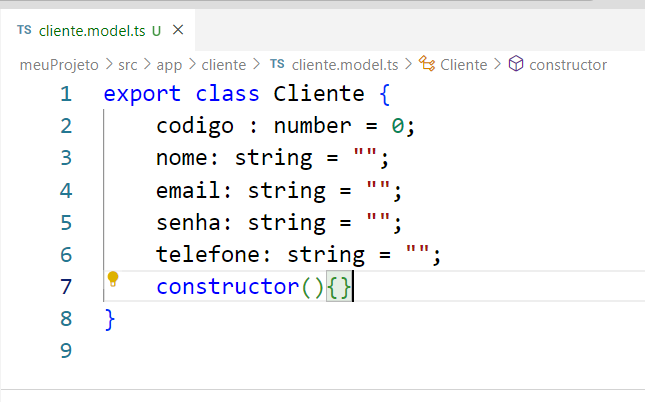 TS cliente.model.ts U ×
meuProjeto > src > app > cliente > TS cliente.model.ts > Cliente > constructor
1 export class Cliente {
2 codigo : number = 0;
3 nome: string = "";
4 email: string = "";
5 senha: string = "";
6 telefone: string = "";
7 constructor(){}
8 }
9